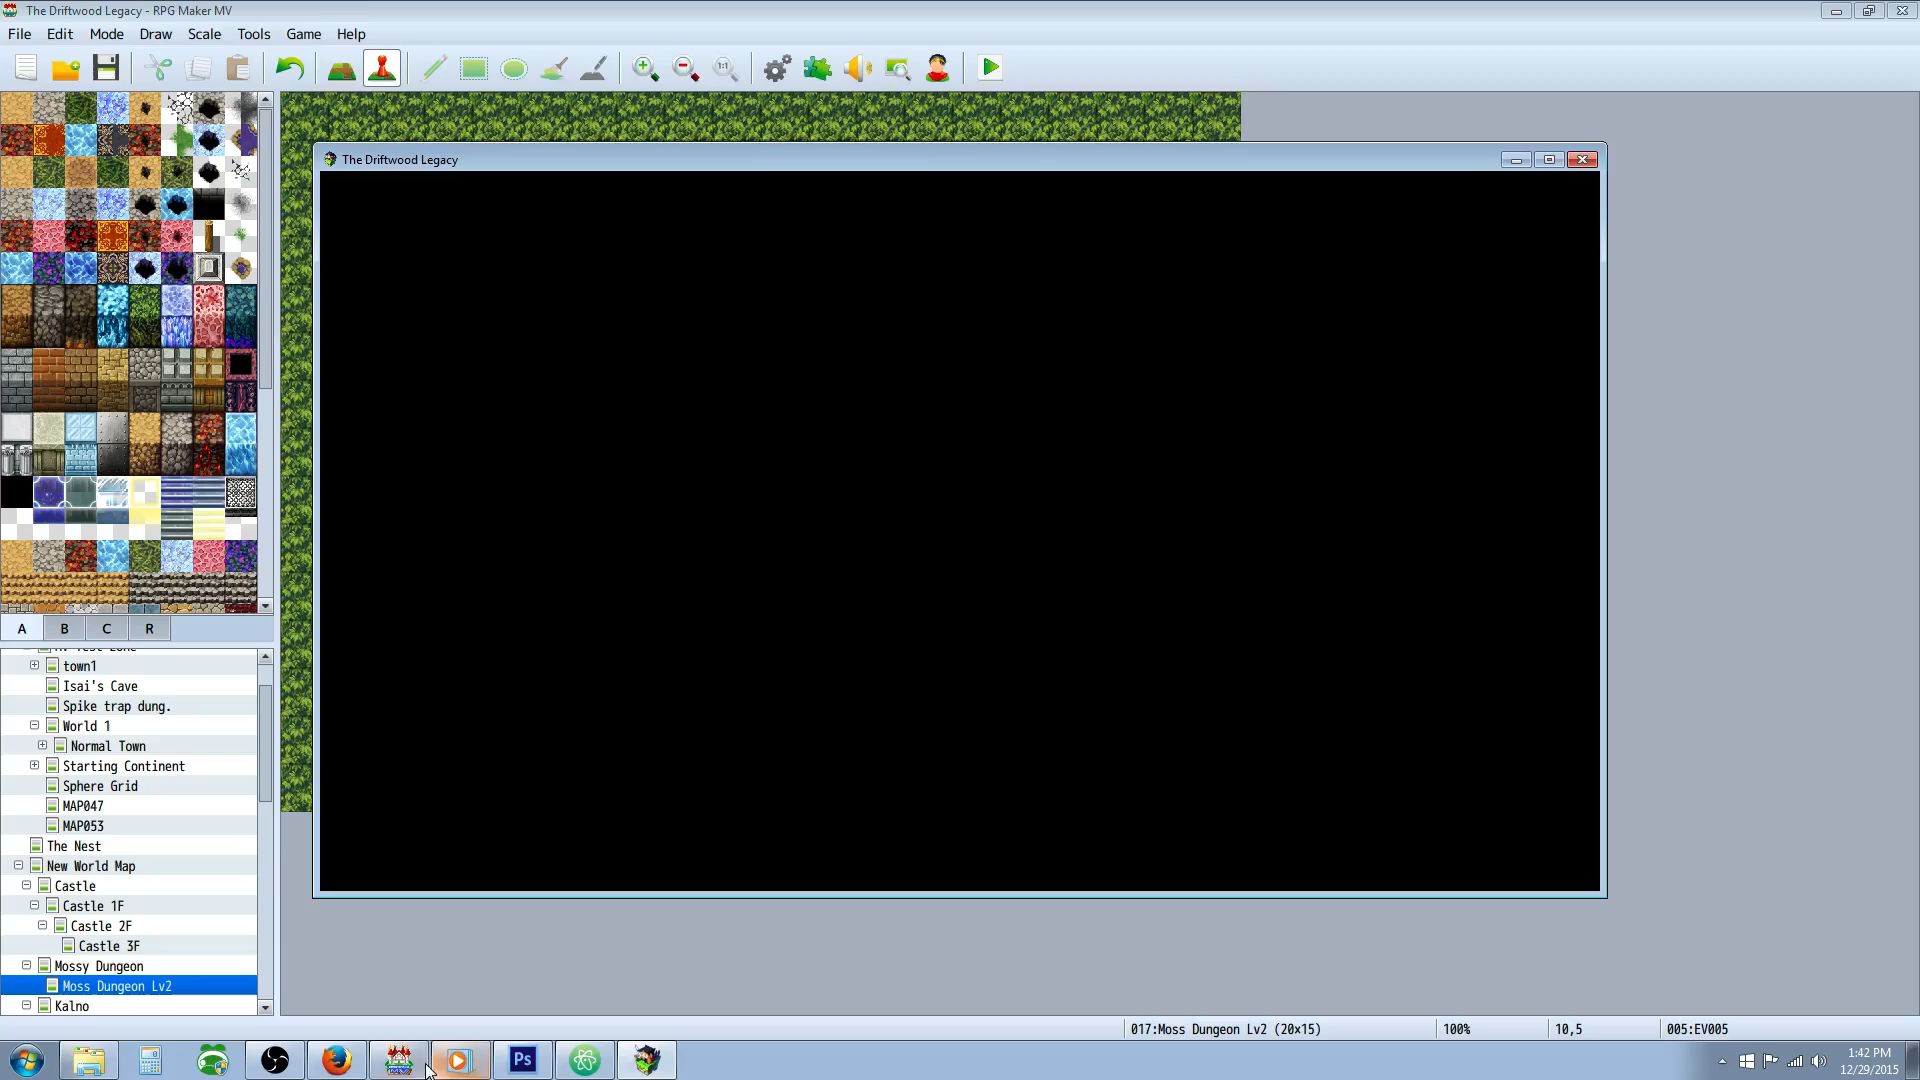 The Driftwood Legacy - RPG Maker MV
File Edit Mode Draw Scale Tools Game Help
1:1
The Driftwood Legacy
A B C R
town1
Isai's Cave
Spike trap dung.
World 1
Normal Town
Starting Continent
Sphere Grid
MAP047
MAP053
The Nest
New World Map
Castle
Castle 1F
Castle 2F
Castle 3F
Mossy Dungeon
Moss Dungeon Lv2
Kalno
017:Moss Dungeon Lv2 (20x15) 100% 10,5 005:EV005
Ps
1:42 PM
12/29/2015